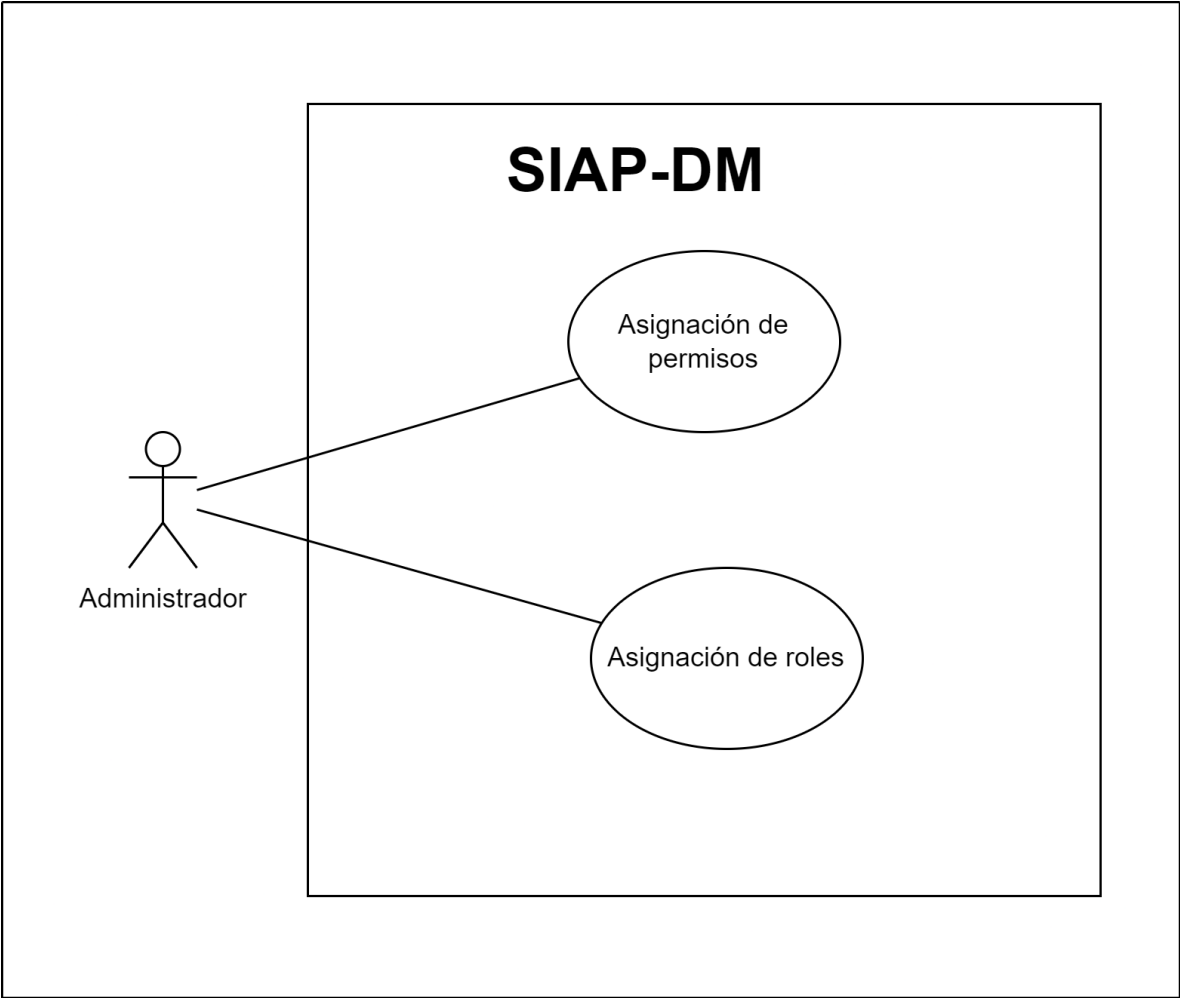 SIAP-DM
Asignación de
permisos
Administrador
Asignación de roles